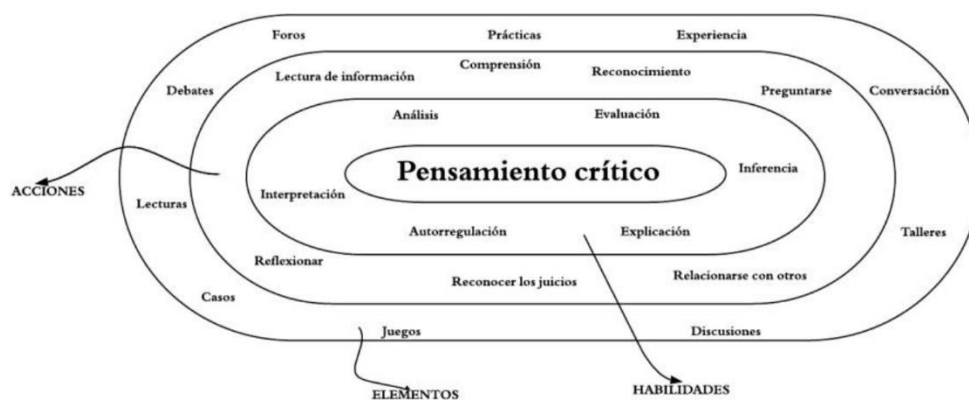 Foros
Prácticas
Experiencia
Debates
Lectura de información
Comprensión
Reconocimiento
Preguntarse
Conversación
Análisis
Evaluación
Pensamiento crítico
Inferencia
ACCIONES
Lecturas
Interpretación
Autorregulación
Explicación
Talleres
Reflexionar
Reconocer los juicios
Relacionarse con otros
Casos
Juegos
Discusiones
ELEMENTOS
HABILIDADES